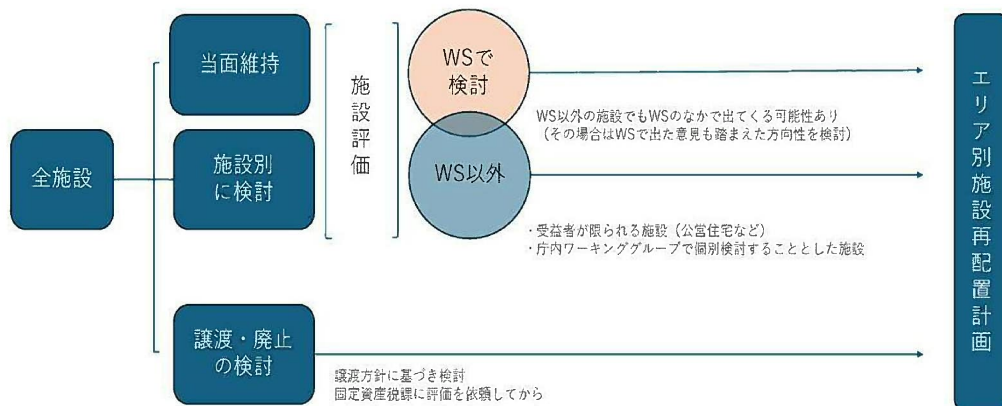 全施設
当面維持
施設別
に検討
譲渡・廃止
の検討
施設評価
WSで
検討
WS以外
WS以外の施設でもWSのなかで出てくる可能性あり
（その場合はWSで出た意見も踏まえた方向性を検討）
・受益者が限られる施設（公営住宅など）
・庁内ワーキンググループで個別検討することとした施設
譲渡方針に基づき検討
固定資産税課に評価を依頼してから
エリア別施設再配置計画